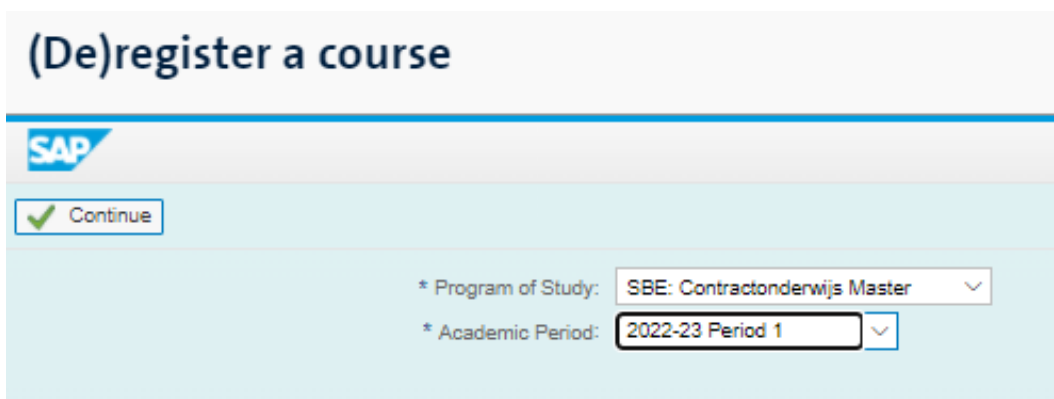 (De)register a course
SAP
Continue
* Program of Study: SBE: Contractonderwijs Master
* Academic Period: 2022-23 Period 1